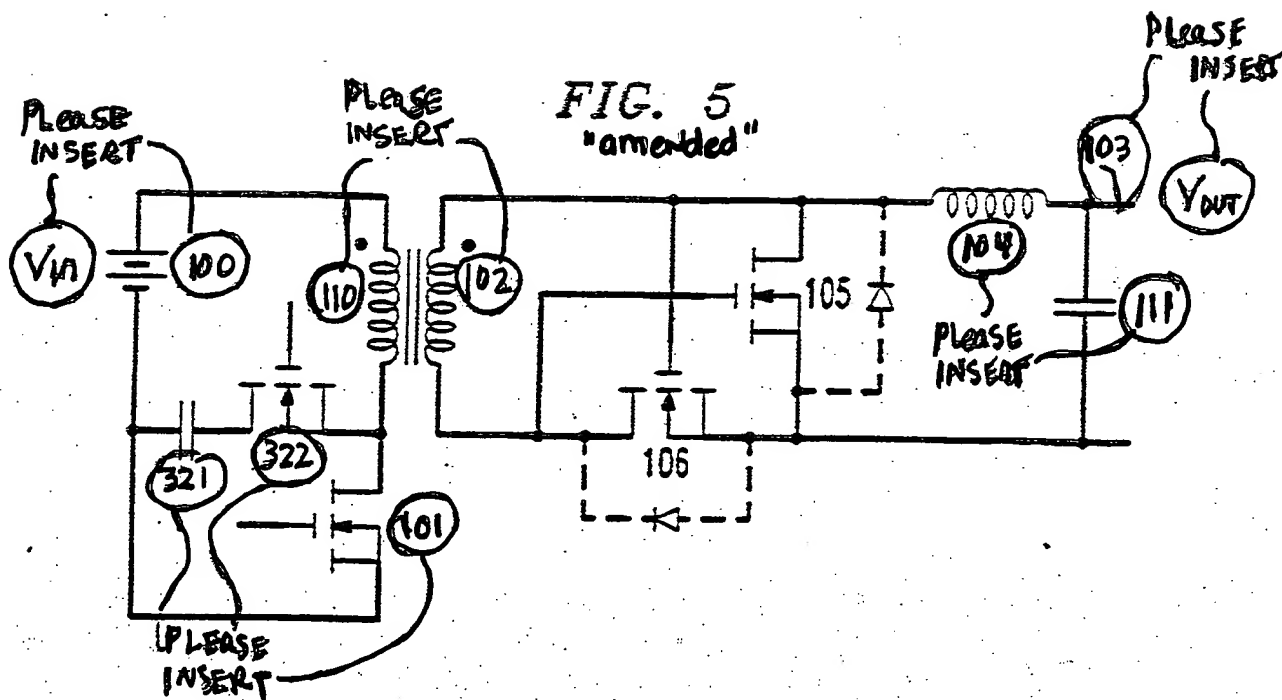 Please
INSERT
Vin
100
Please
INSERT
110
102
FIG. 5
"amended"
Please
INSERT
103
VOUT
104
Please
INSERT
111
105
106
321
322
101
PLEASE
INSERT